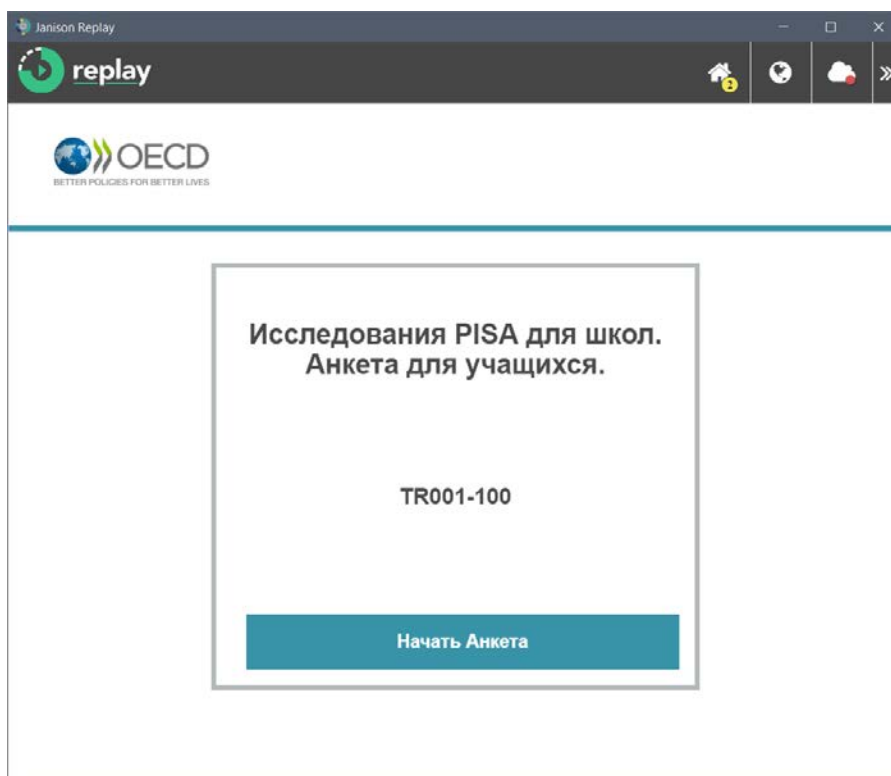 Janison Replay
replay
2
OECD
BETTER POLICIES FOR BETTER LIVES
Исследования PISA для школ.
Анкета для учащихся.
TR001-100
Начать Анкета